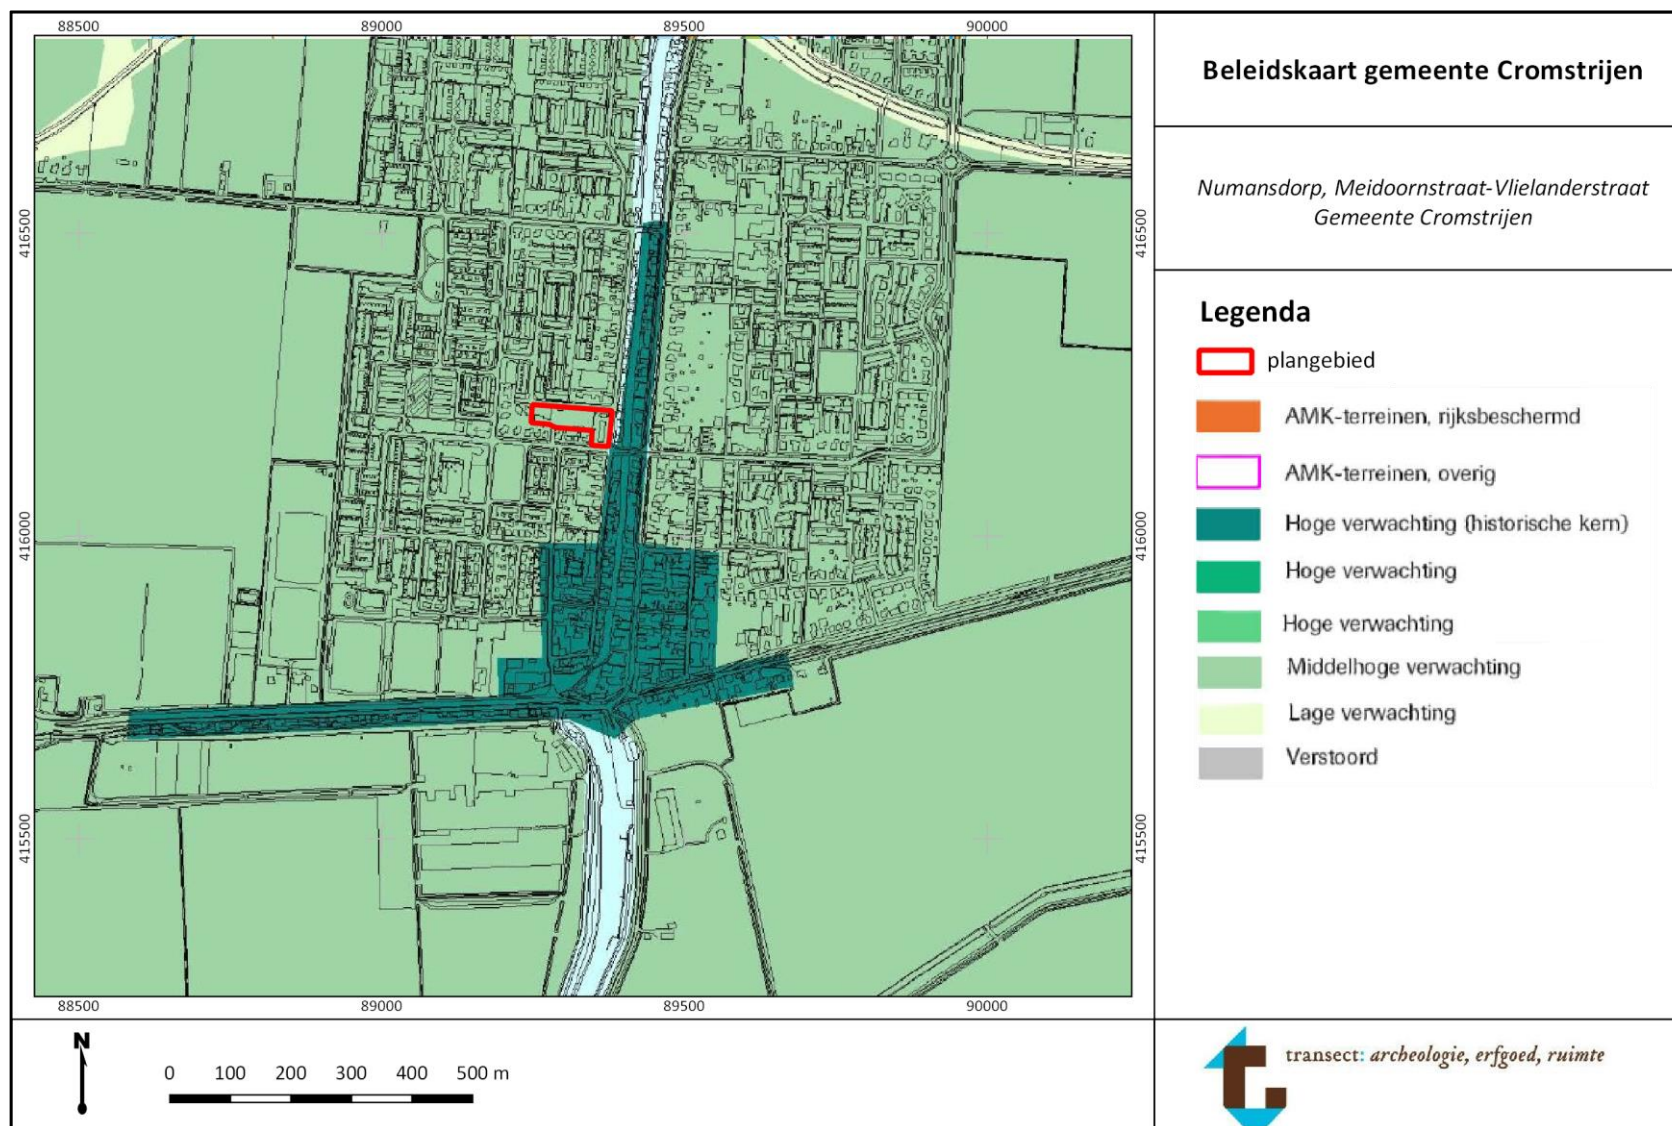 88500 89000 89500 90000
416500 416500
416000 416000
415500 415500
88500 89000 89500 90000
N
0 100 200 300 400 500 m
Beleidskaart gemeente Cromstrijen
Numansdorp, Meidoornstraat-Vlielanderstraat
Gemeente Cromstrijen
Legenda
plangebied
AMK-terreinen, rijksbeschermd
AMK-terreinen, overig
Hoge verwachting (historische kern)
Hoge verwachting
Hoge verwachting
Middelhoge verwachting
Lage verwachting
Verstoord
transect: archeologie, erfgoed, ruimte